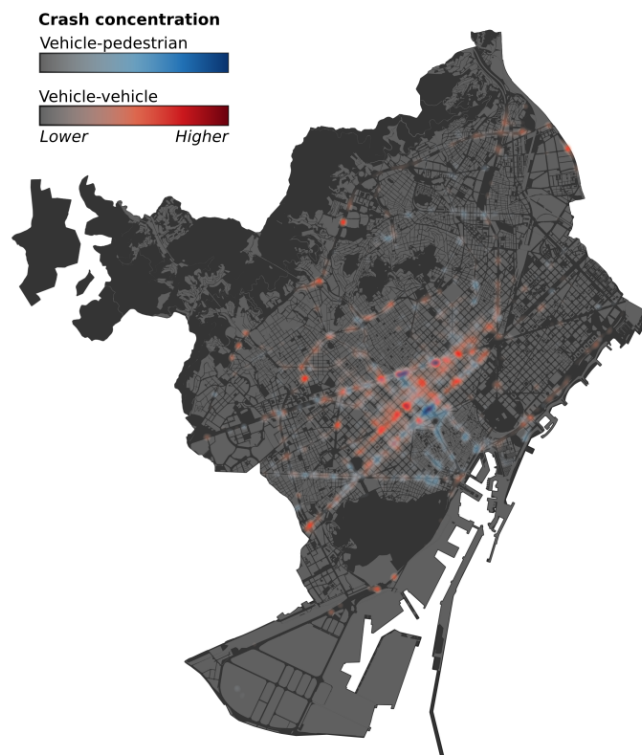 Crash concentration
Vehicle-pedestrian
Vehicle-vehicle
Lower Higher